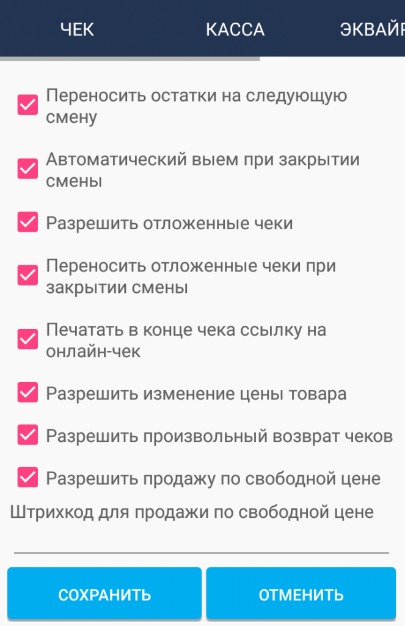 ЧЕК КАССА ЭКВАЙР
Переносить остатки на следующую
смену
Автоматический выем при закрытии
смены
Разрешить отложенные чеки
Переносить отложенные чеки при
закрытии смены
Печатать в конце чека ссылку на
онлайн-чек
Разрешить изменение цены товара
Разрешить произвольный возврат чеков
Разрешить продажу по свободной цене
Штрихкод для продажи по свободной цене
СОХРАНИТЬ ОТМЕНИТЬ